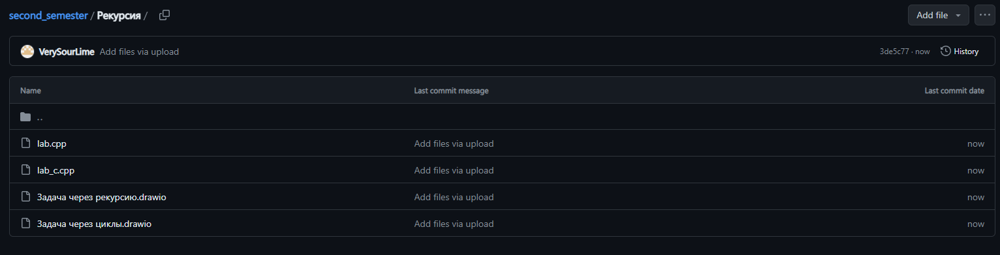 second_semester / Рекурсия /
Add file
VerySourLime Add files via upload 3de5c77 · now History
Name Last commit message Last commit date
..
lab.cpp Add files via upload now
lab_c.cpp Add files via upload now
Задача через рекурсию.drawio Add files via upload now
Задача через циклы.drawio Add files via upload now